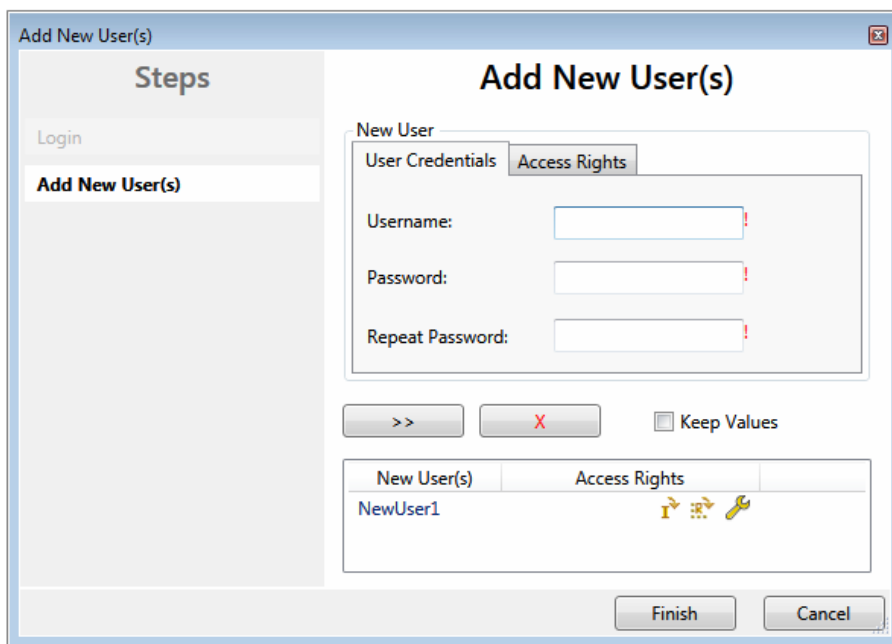 Add New User(s)
Steps
Login
Add New User(s)
Add New User(s)
New User
User Credentials Access Rights
Username: !
Password: !
Repeat Password: !
>> X Keep Values
New User(s) Access Rights
NewUser1 I R
Finish Cancel